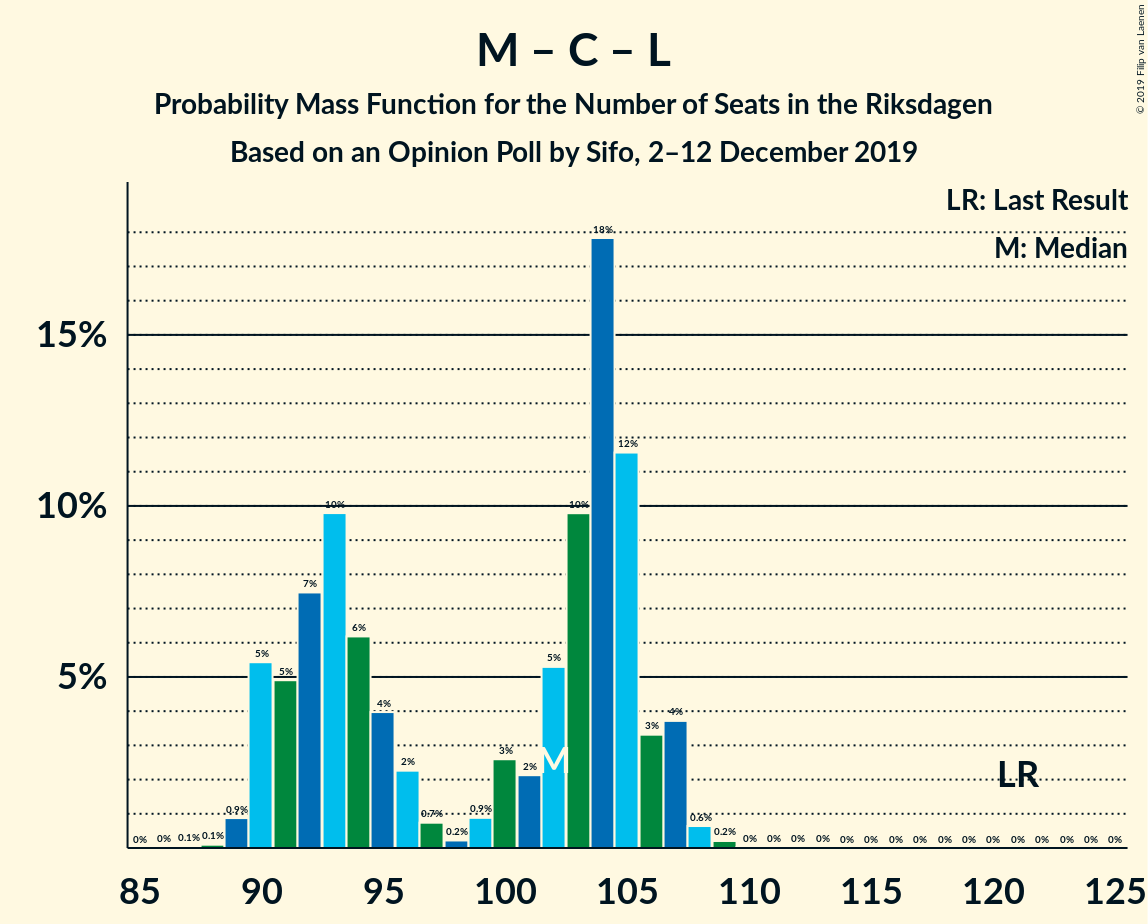 © 2019 Filip van Laenen
M – C – L
Probability Mass Function for the Number of Seats in the Riksdagen
Based on an Opinion Poll by Sifo, 2–12 December 2019
LR: Last Result
M: Median
15%
10%
5%
0% 0% 0.1% 0.1% 0.9% 5% 5% 7% 10% 6% 4% 2% 0.7% 0.2% 0.9% 3% 2% 5% 10% 18% 12% 3% 4% 0.6% 0.2% 0% 0% 0% 0% 0% 0% 0% 0% 0% 0% 0% 0% 0% 0% 0% 0%
M
LR
85 90 95 100 105 110 115 120 125